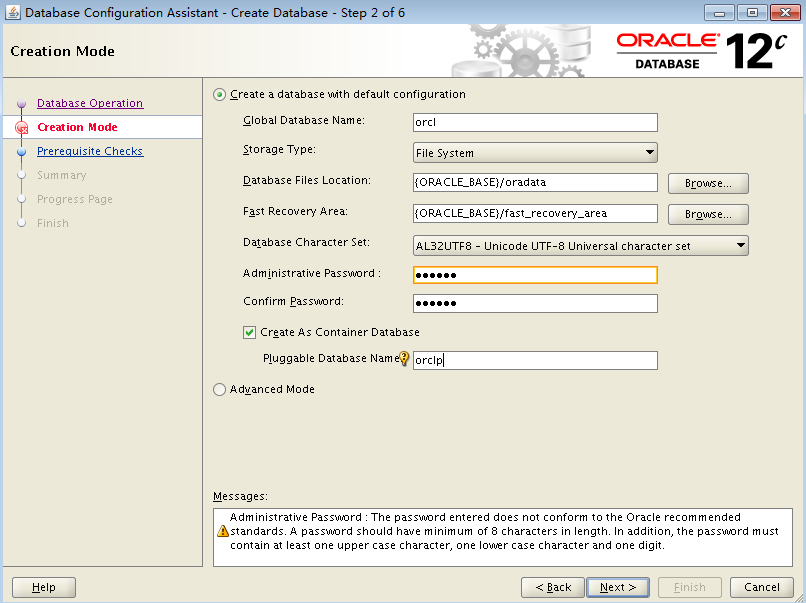 Database Configuration Assistant - Create Database - Step 2 of 6
Creation Mode
ORACLE
DATABASE
12c
Database Operation
Creation Mode
Prerequisite Checks
Summary
Progress Page
Finish
Create a database with default configuration
Global Database Name:
orcl
Storage Type:
File System
Database Files Location:
{ORACLE_BASE}/oradata
Browse...
Fast Recovery Area:
{ORACLE_BASE}/fast_recovery_area
Browse...
Database Character Set:
AL32UTF8 - Unicode UTF-8 Universal character set
Administrative Password :
••••••
Confirm Password:
••••••
Create As Container Database
Pluggable Database Name
orclp
Advanced Mode
Messages:
Administrative Password : The password entered does not conform to the Oracle recommended
standards. A password should have minimum of 8 characters in length. In addition, the password must
contain at least one upper case character, one lower case character and one digit.
Help
< Back
Next >
Finish
Cancel